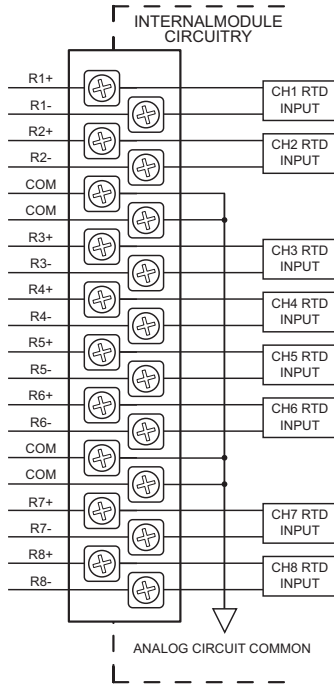 INTERNALMODULE
CIRCUITRY
R1+
R1-
R2+
R2-
COM
COM
R3+
R3-
R4+
R4-
R5+
R5-
R6+
R6-
COM
COM
R7+
R7-
R8+
R8-
CH1 RTD
INPUT
CH2 RTD
INPUT
CH3 RTD
INPUT
CH4 RTD
INPUT
CH5 RTD
INPUT
CH6 RTD
INPUT
CH7 RTD
INPUT
CH8 RTD
INPUT
ANALOG CIRCUIT COMMON